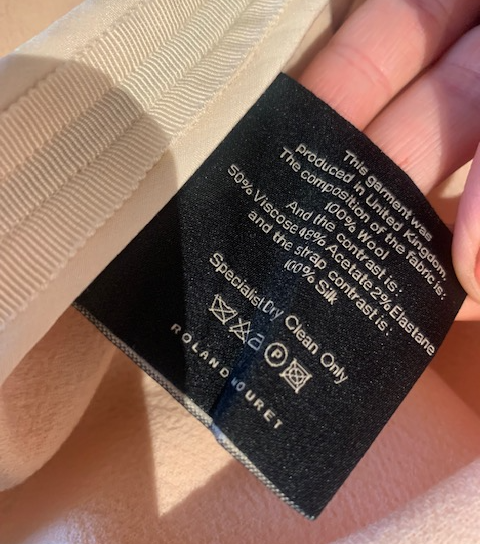 This garment was
produced in United Kingdom,
The composition of the fabric is:
100% Wool
And the contrast is :
50% Viscose 48% Acetate 2% Elastane
and the strap contrast is :
100% Silk
Specialist Dry Clean Only
P
ROLAND MOURET